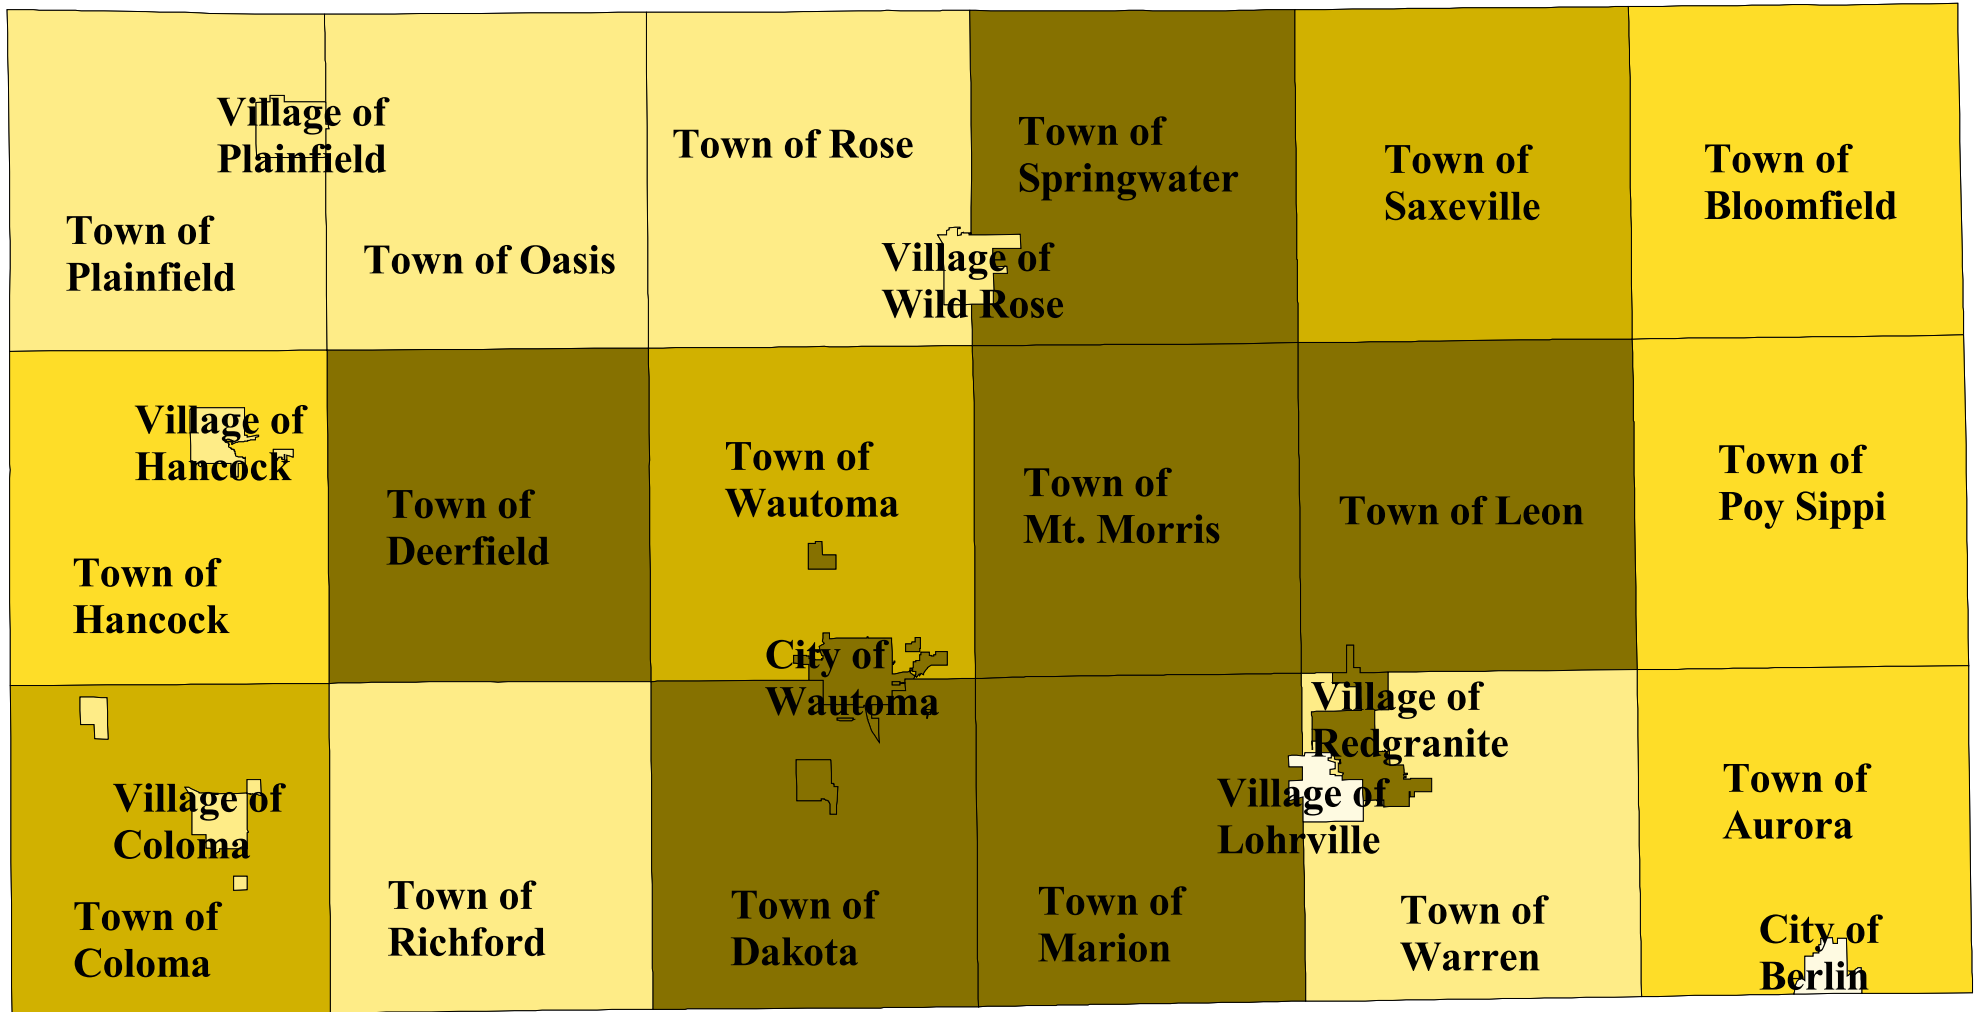 Village of
Plainfield
Town of
Plainfield
Town of Oasis
Town of Rose
Village of
Wild Rose
Town of
Springwater
Town of
Saxeville
Town of
Bloomfield
Village of
Hancock
Town of
Hancock
Town of
Deerfield
Town of
Wautoma
City of
Wautoma
Town of
Mt. Morris
Town of Leon
Town of
Poy Sippi
Village of
Coloma
Town of
Coloma
Town of
Richford
Town of
Dakota
Town of
Marion
Village of
Redgranite
Village of
Lohrville
Town of
Warren
Town of
Aurora
City of
Berlin